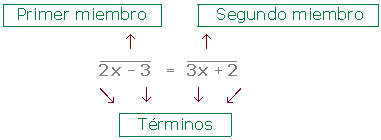 Primer miembro Segundo miembro
2x − 3 = 3x + 2
Términos